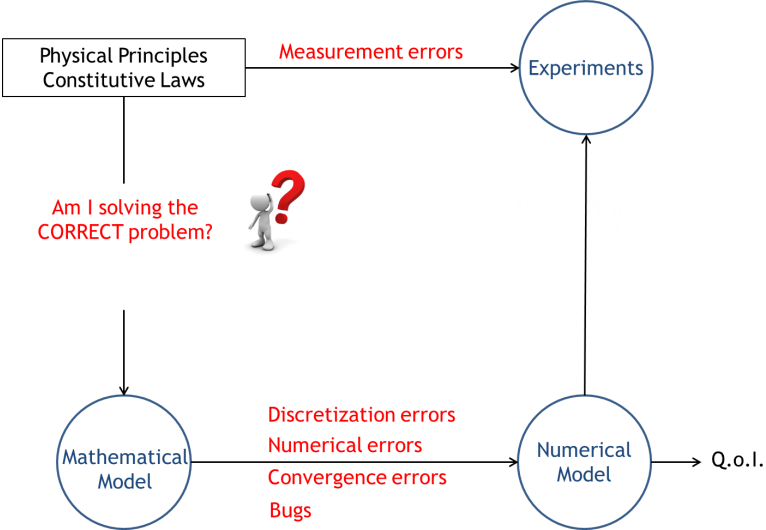 Physical Principles
Constitutive Laws
Measurement errors
Experiments
Am I solving the
CORRECT problem?
Mathematical
Model
Discretization errors
Numerical errors
Convergence errors
Bugs
Numerical
Model
Q.o.I.